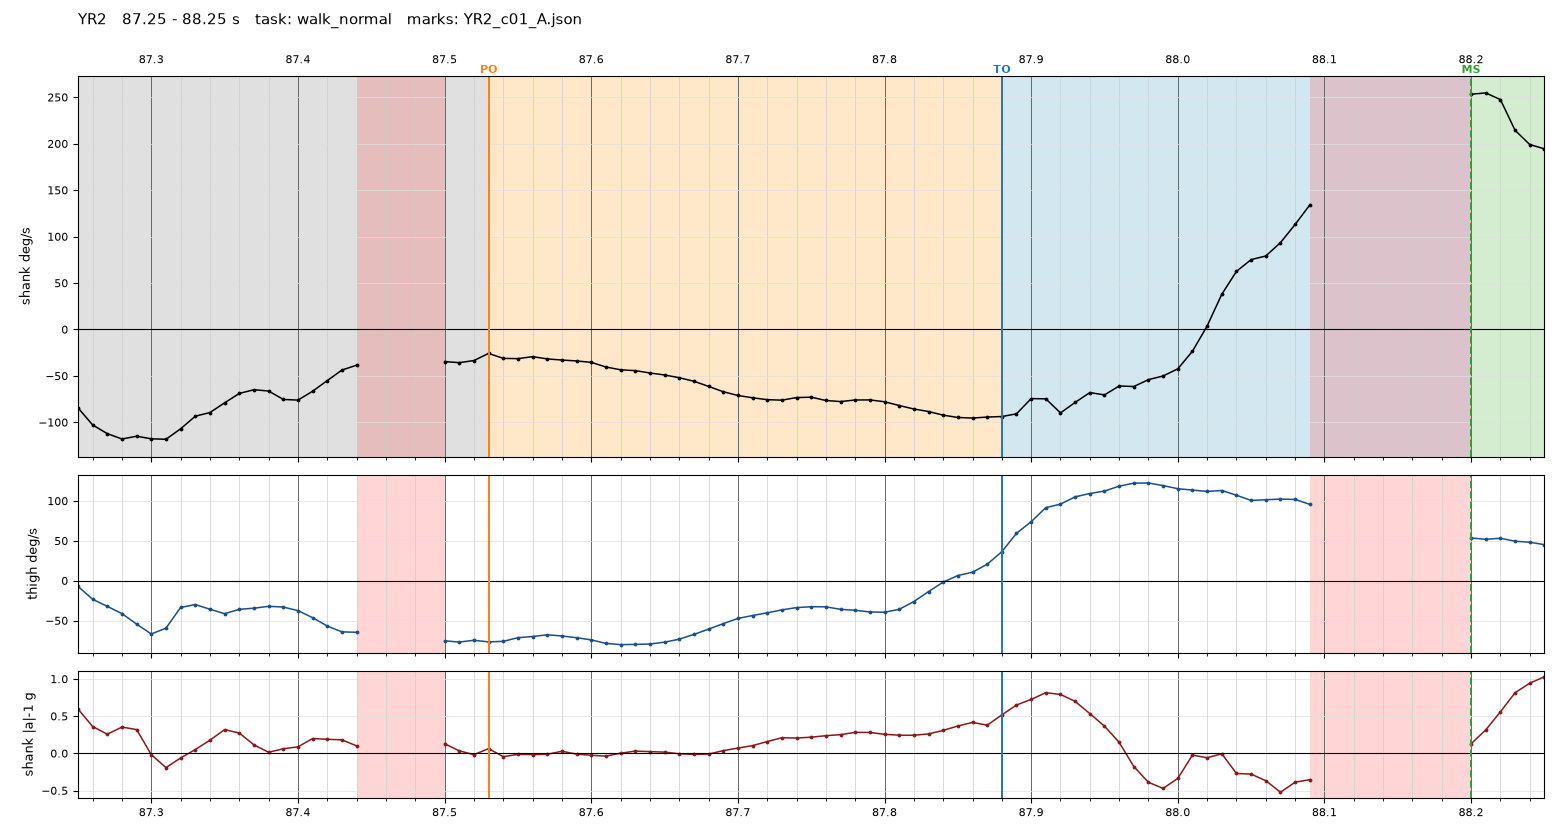 YR2   87.25 - 88.25 s   task: walk_normal   marks: YR2_c01_A.json
87.3 87.4 87.5 87.6 87.7 87.8 87.9 88.0 88.1 88.2
PO TO MS
250
200
150
100
50
0
−50
−100
shank deg/s
100
50
0
−50
thigh deg/s
1.0
0.5
0.0
−0.5
shank |a|-1 g
87.3 87.4 87.5 87.6 87.7 87.8 87.9 88.0 88.1 88.2